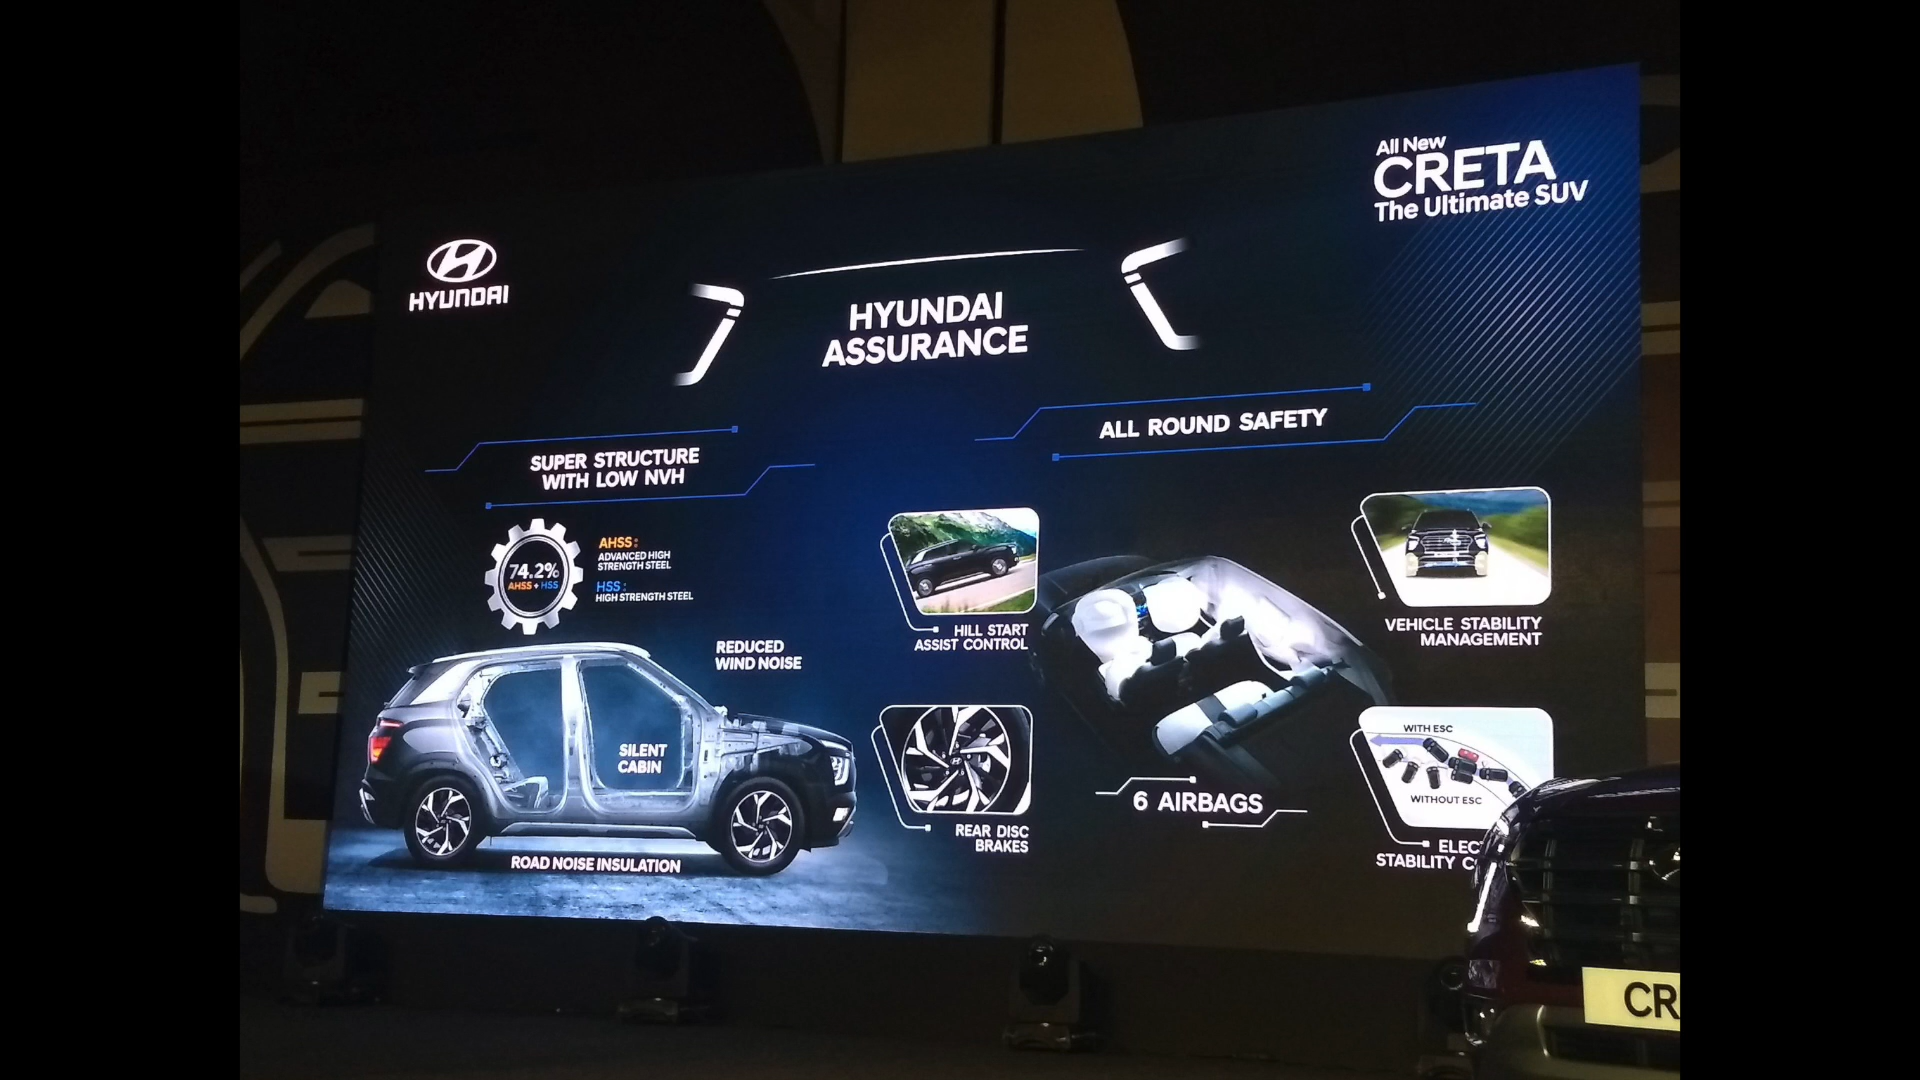 All New
CRETA
The Ultimate SUV
HYUNDAI
HYUNDAI
ASSURANCE
SUPER STRUCTURE
WITH LOW NVH
74.2%
AHSS + HSS
AHSS :
ADVANCED HIGH
STRENGTH STEEL
HSS :
HIGH STRENGTH STEEL
REDUCED
WIND NOISE
SILENT
CABIN
ROAD NOISE INSULATION
ALL ROUND SAFETY
HILL START
ASSIST CONTROL
REAR DISC
BRAKES
6 AIRBAGS
VEHICLE STABILITY
MANAGEMENT
WITH ESC
WITHOUT ESC
ELEC
STABILITY C
CR